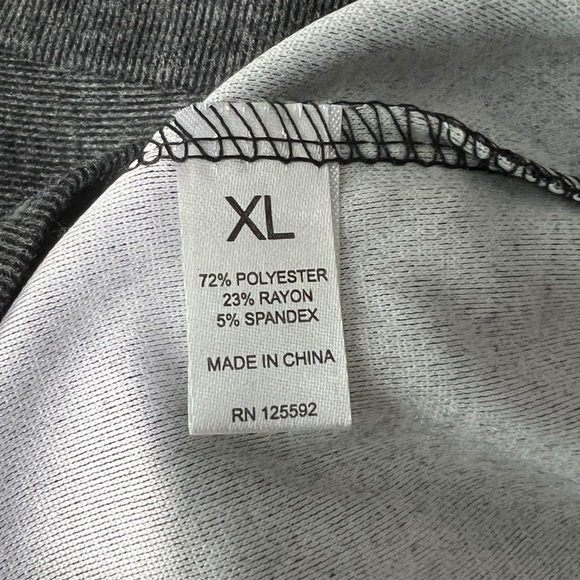 XL
72% POLYESTER
23% RAYON
5% SPANDEX
MADE IN CHINA
RN 125592